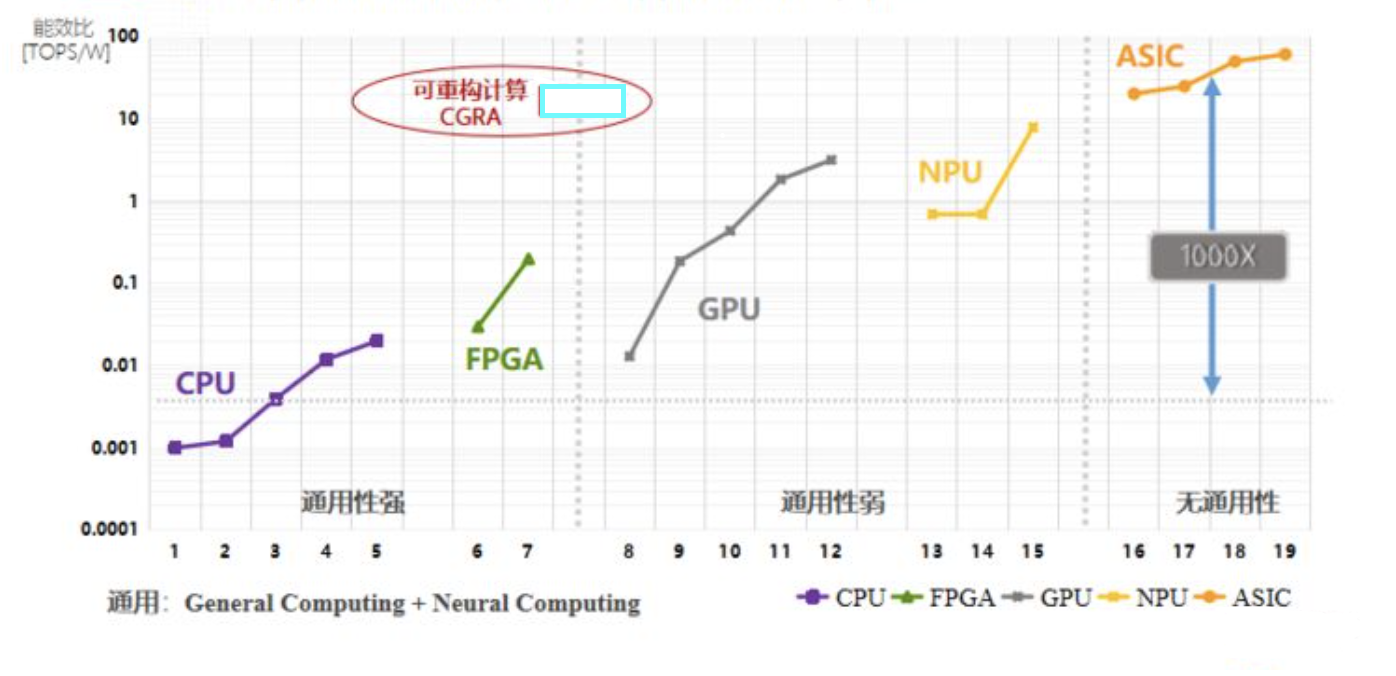 能效比
[TOPS/W]
100
10
1
0.1
0.01
0.001
0.0001
可重构计算
CGRA
CPU
FPGA
GPU
NPU
ASIC
1000X
通用性强
通用性弱
无通用性
1 2 3 4 5 6 7 8 9 10 11 12 13 14 15 16 17 18 19
通用：General Computing + Neural Computing
CPU FPGA GPU NPU ASIC